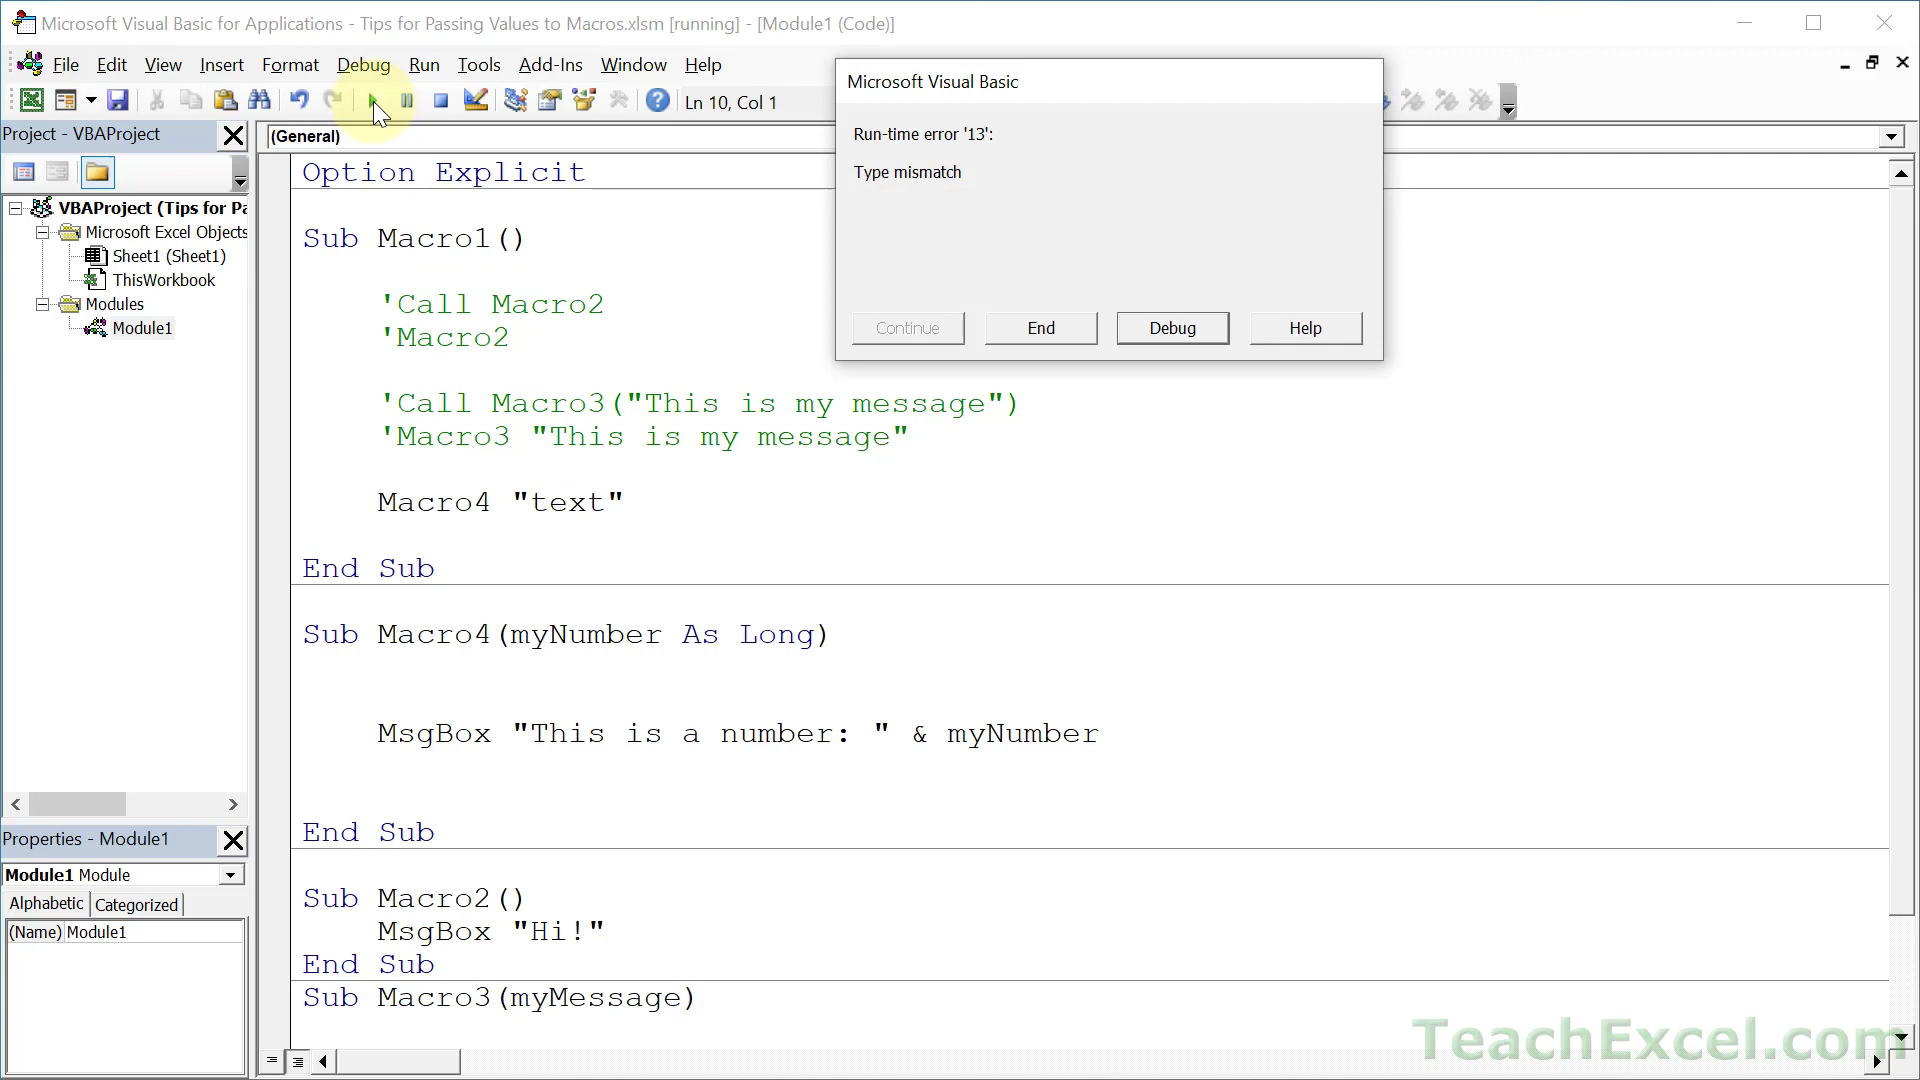 Microsoft Visual Basic for Applications - Tips for Passing Values to Macros.xlsm [running] - [Module1 (Code)]
File Edit View Insert Format Debug Run Tools Add-Ins Window Help
Ln 10, Col 1
Project - VBAProject
(General)
VBAProject (Tips for Pa
Microsoft Excel Objects
Sheet1 (Sheet1)
ThisWorkbook
Modules
Module1
Properties - Module1
Module1 Module
Alphabetic Categorized
(Name) Module1
Option Explicit
Sub Macro1()
'Call Macro2
'Macro2
'Call Macro3("This is my message")
'Macro3 "This is my message"
Macro4 "text"
End Sub
Sub Macro4(myNumber As Long)
MsgBox "This is a number: " & myNumber
End Sub
Sub Macro2()
MsgBox "Hi!"
End Sub
Sub Macro3(myMessage)
Microsoft Visual Basic
Run-time error '13':
Type mismatch
Continue End Debug Help
TeachExcel.com